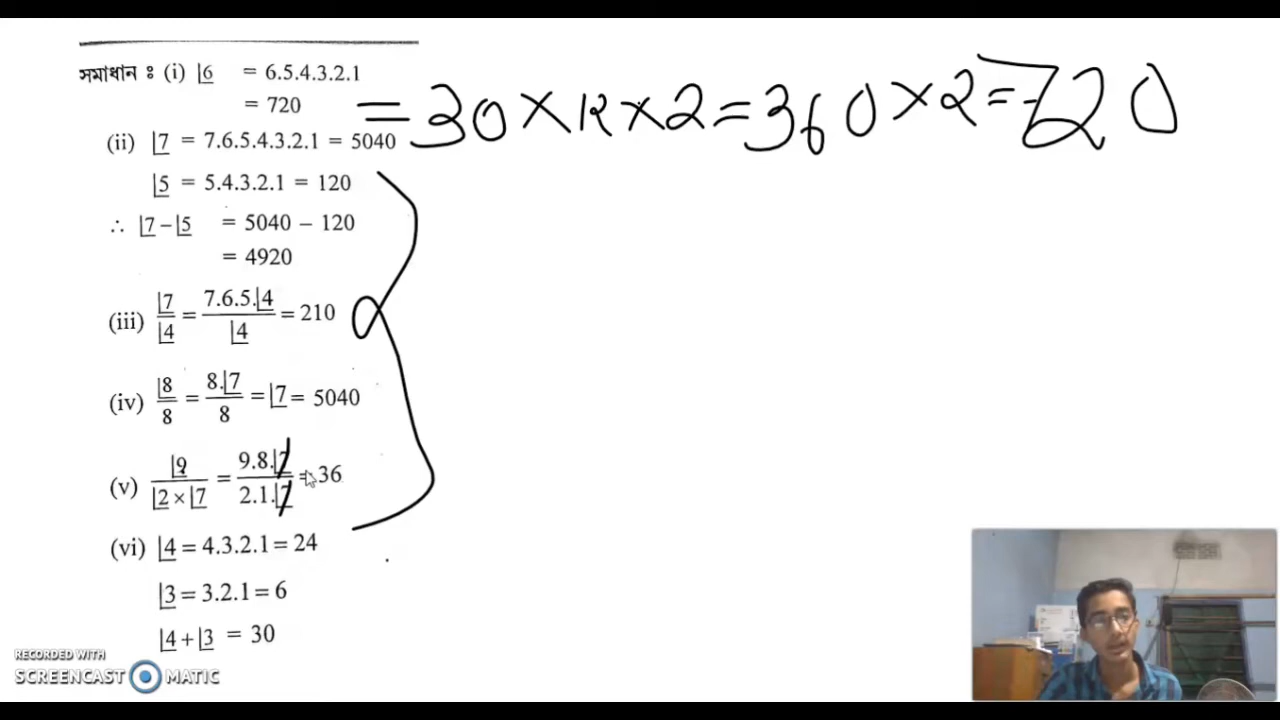 সমাধান ঃ (i) ⌊6 = 6.5.4.3.2.1
= 720
= 30 × 12 × 2 = 360 × 2 = 720
(ii) ⌊7 = 7.6.5.4.3.2.1 = 5040
⌊5 = 5.4.3.2.1 = 120
∴ ⌊7 – ⌊5 = 5040 – 120
= 4920
(iii) ⌊7/⌊4 = 7.6.5.⌊4/⌊4 = 210
(iv) ⌊8/8 = 8.⌊7/8 = ⌊7 = 5040
(v) ⌊9/⌊2 × ⌊7 = 9.8.⌊7/2.1.⌊7 = 36
(vi) ⌊4 = 4.3.2.1 = 24
⌊3 = 3.2.1 = 6
⌊4 + ⌊3 = 30
RECORDED WITH
SCREENCAST MATIC